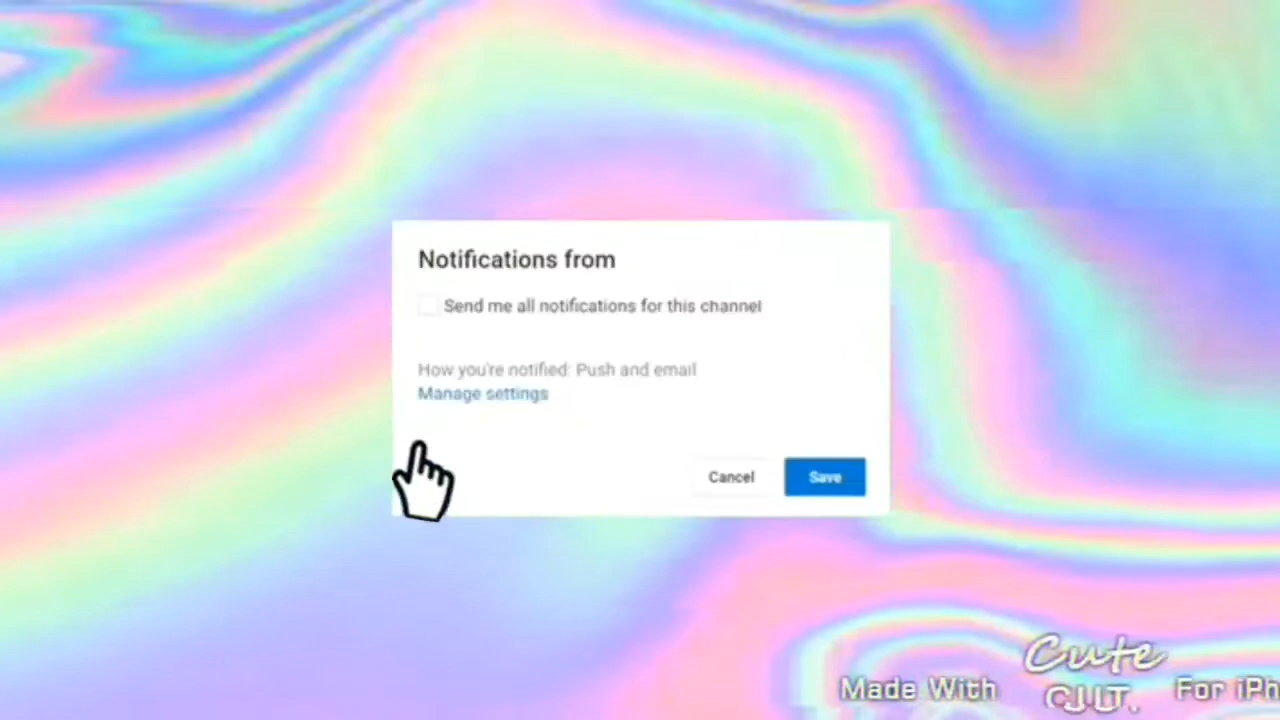 Notifications from
Send me all notifications for this channel
How you're notified: Push and email
Manage settings
Cancel
Save
Cute
Made With CUT. For iPh